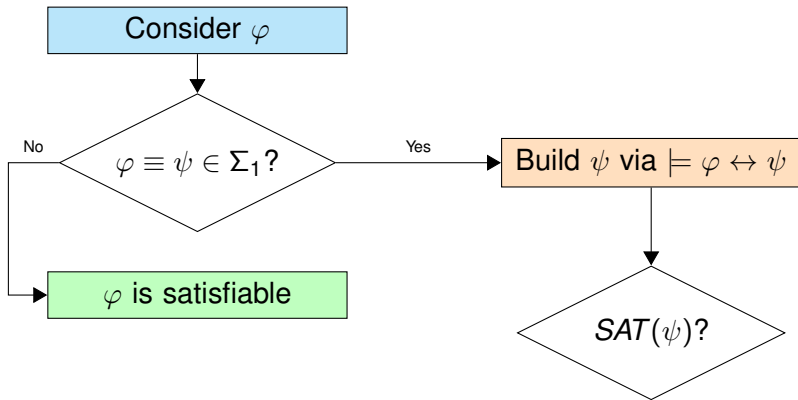 Consider φ
No
φ ≡ ψ ∈ Σ₁?
Yes
Build ψ via ⊨ φ ↔ ψ
φ is satisfiable
SAT(ψ)?